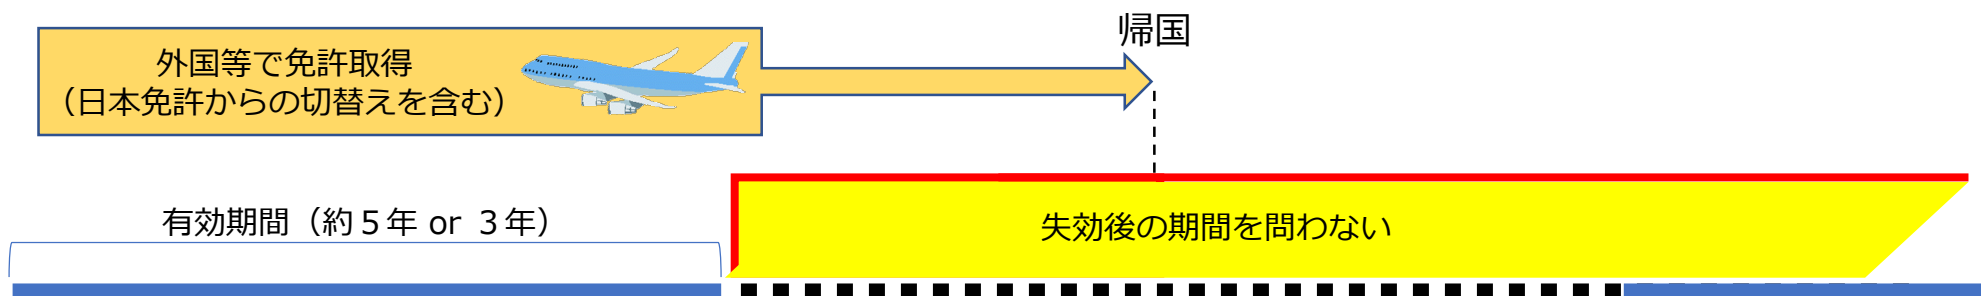 帰国
外国等で免許取得
（日本免許からの切替えを含む）
有効期間（約５年 or ３年）
失効後の期間を問わない